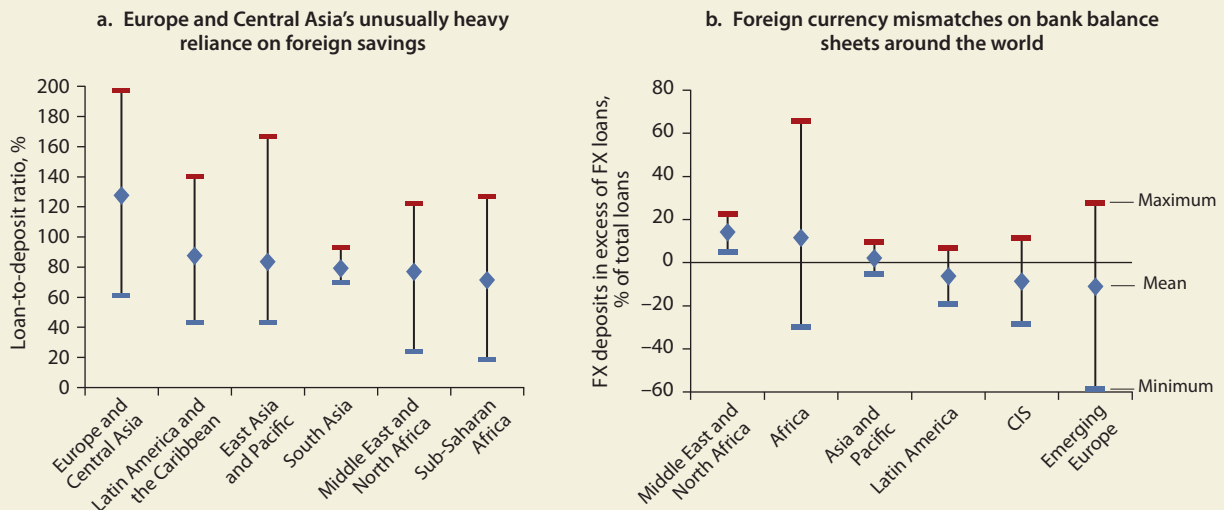 a. Europe and Central Asia's unusually heavy
reliance on foreign savings
Loan-to-deposit ratio, %
200
180
160
140
120
100
80
60
40
20
0
Europe and
Central Asia
Latin America and
the Caribbean
East Asia
and Pacific
South Asia
Middle East and
North Africa
Sub-Saharan
Africa
b. Foreign currency mismatches on bank balance
sheets around the world
FX deposits in excess of FX loans,
% of total loans
80
60
40
20
0
–20
–40
–60
Maximum
Mean
Minimum
Middle East and
North Africa
Africa
Asia and
Pacific
Latin America
CIS
Emerging
Europe